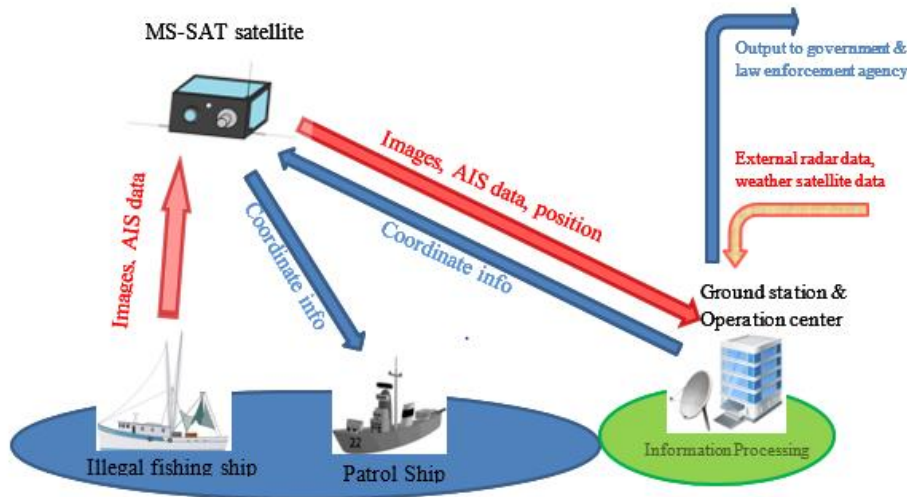 MS-SAT satellite
Output to government &
law enforcement agency
External radar data,
weather satellite data
Images, AIS data
Coordinate info
Images, AIS data, position
Coordinate info
Ground station &
Operation center
22
Illegal fishing ship
Patrol Ship
Information Processing